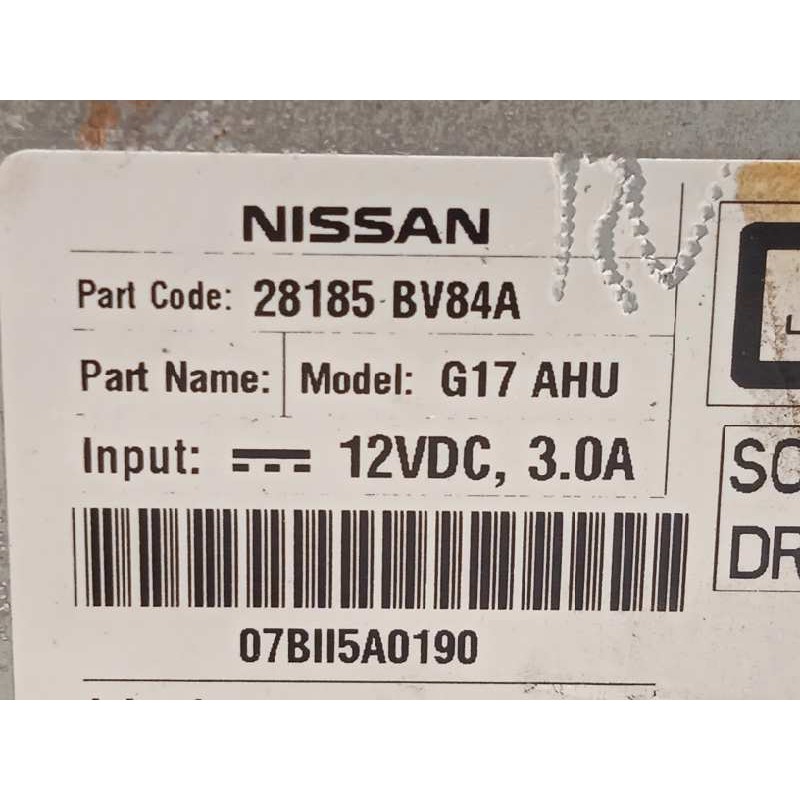 NISSAN
Part Code: 28185 BV84A
Part Name: Model: G17 AHU
Input: 12VDC, 3.0A
07BII5A0190